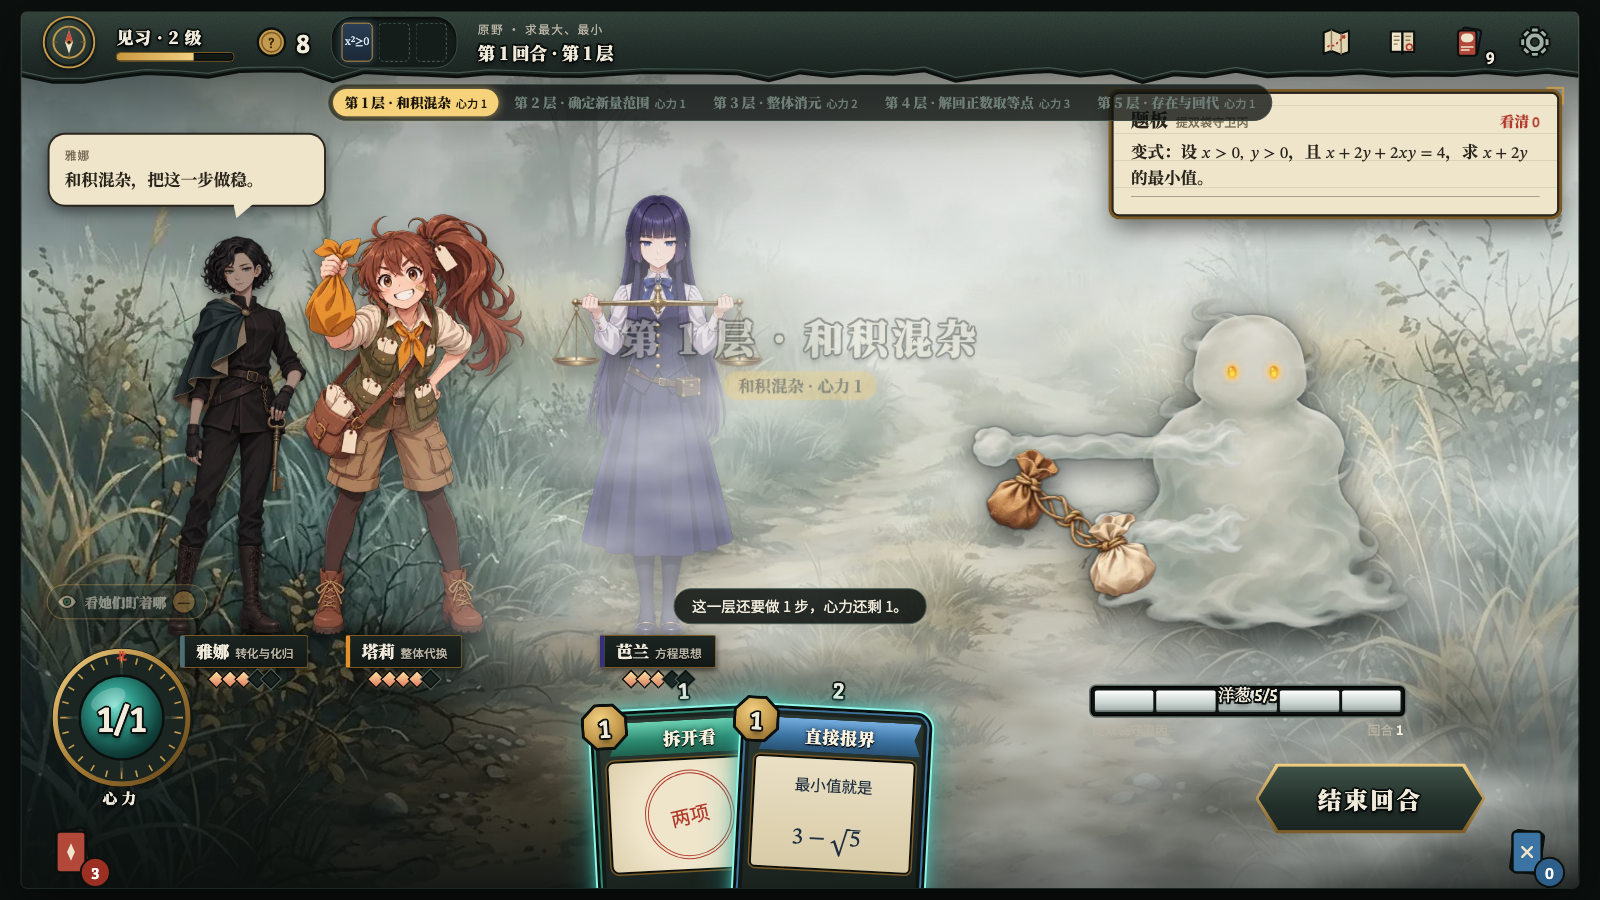 见习·2 级
? 8
x²≥0
原野 · 求最大、最小
第1回合·第1层
9
第1层·和积混杂 心力1
第2层·确定新量范围 心力1
第3层·整体消元 心力2
第4层·解回正数取等点 心力3
第5层·存在与回代 心力1
题板 提双袋守卫丙
看清 0
变式：设 x > 0, y > 0，且 x + 2y + 2xy = 4，求 x + 2y
的最小值。
雅娜
和积混杂，把这一步做稳。
第1层·和积混杂
和积混杂·心力1
看她们盯着哪
这一层还要做 1 步，心力还剩 1。
雅娜 转化与化归
塔莉 整体代换
芭兰 方程思想
1/1
心力
3
1
1
拆开看
两项
2
1
直接报界
最小值就是
3 − √5
洋葱5/5
回合 1
结束回合
0